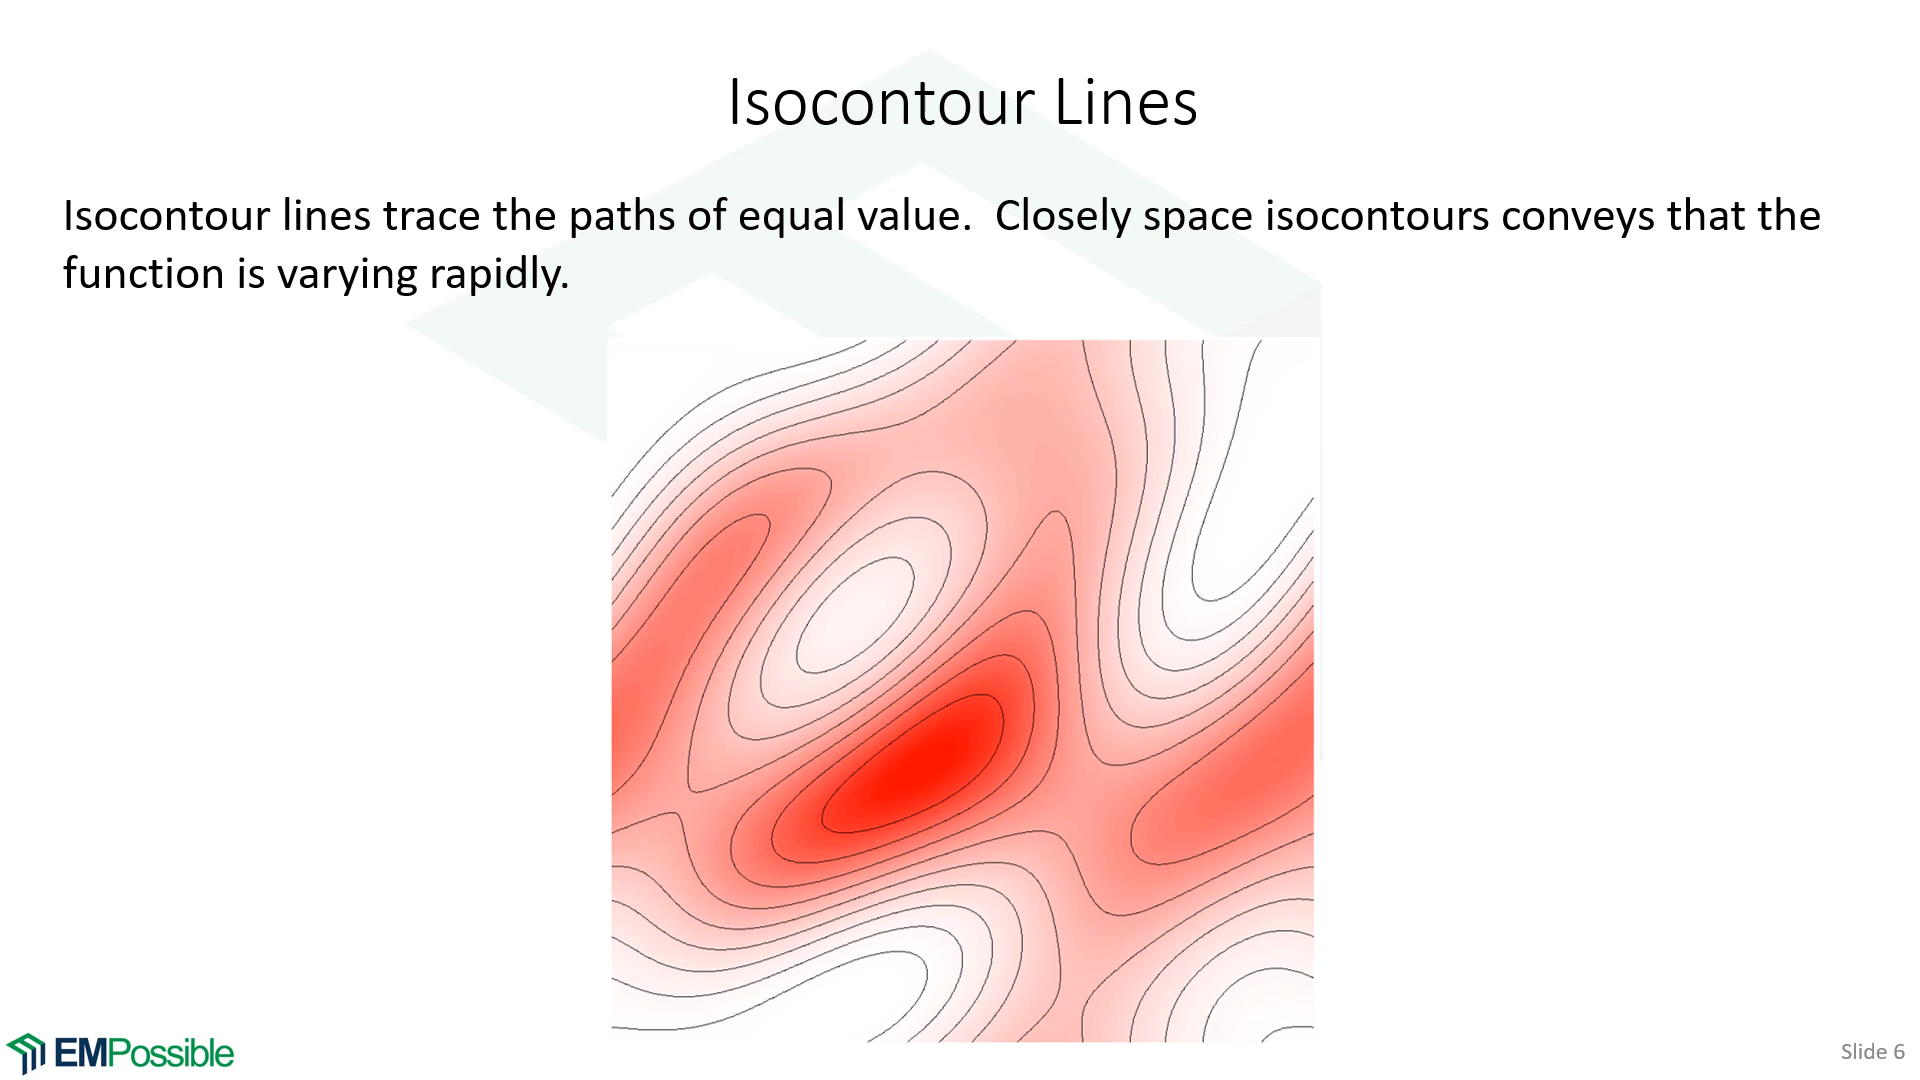 Isocontour Lines
Isocontour lines trace the paths of equal value.  Closely space isocontours conveys that the
function is varying rapidly.
EMPossible
Slide 6